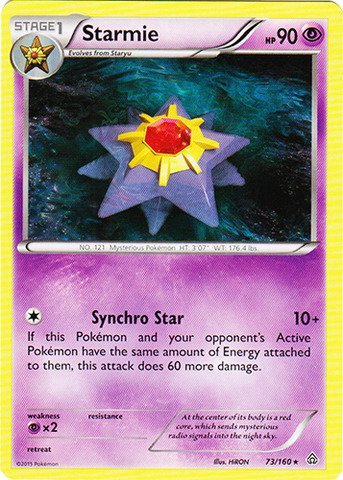 STAGE1 Starmie HP 90
Evolves from Staryu
NO. 121 Mysterious Pokémon HT: 3'07" WT: 176.4 lbs
Synchro Star 10+
If this Pokémon and your opponent's Active
Pokémon have the same amount of Energy attached
to them, this attack does 60 more damage.
weakness resistance
×2
retreat
At the center of its body is a red
core, which sends mysterious
radio signals into the night sky.
©2015 Pokémon Illus. HiRON 73/160 ★